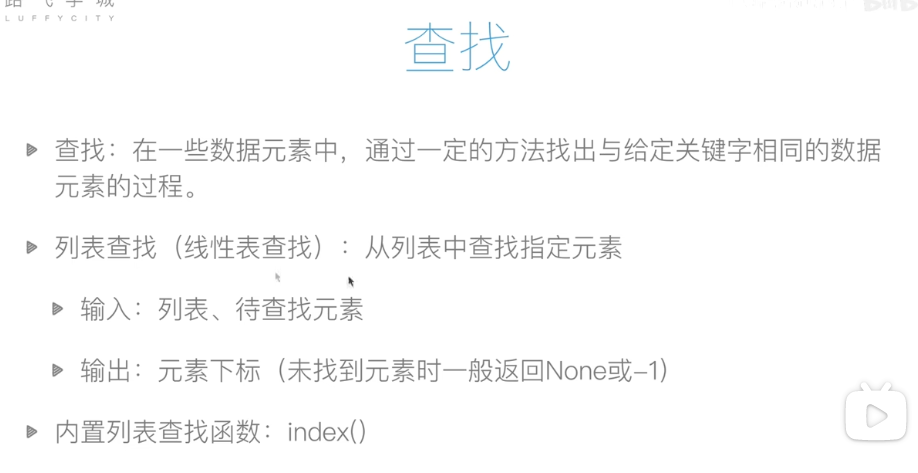 LUFFYCITY
查找
查找：在一些数据元素中，通过一定的方法找出与给定关键字相同的数据
元素的过程。
列表查找（线性表查找）：从列表中查找指定元素
输入：列表、待查找元素
输出：元素下标（未找到元素时一般返回None或-1）
内置列表查找函数：index()